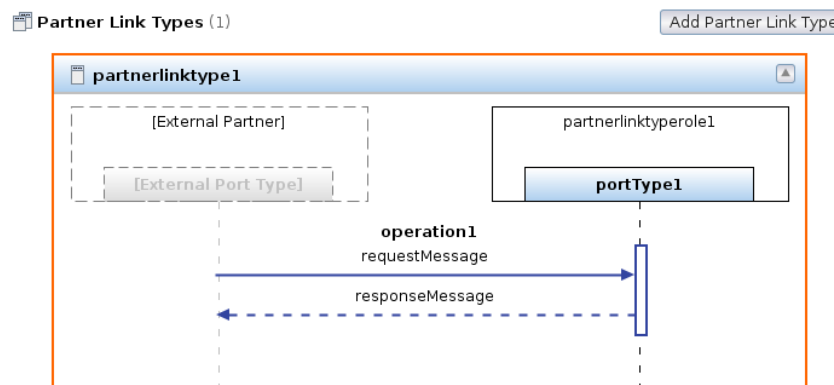 Partner Link Types (1)
Add Partner Link Type
partnerlinktype1
[External Partner]
partnerlinktyperole1
[External Port Type]
portType1
operation1
requestMessage
responseMessage